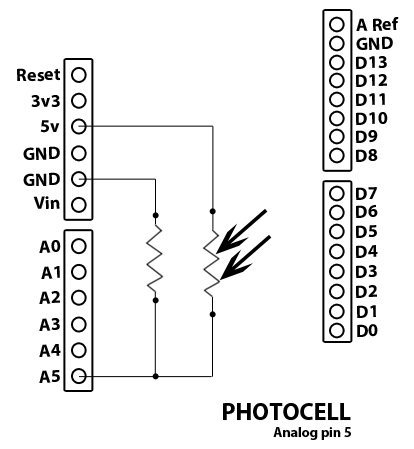 Reset
3v3
5v
GND
GND
Vin
A0
A1
A2
A3
A4
A5
A Ref
GND
D13
D12
D11
D10
D9
D8
D7
D6
D5
D4
D3
D2
D1
D0
PHOTOCELL
Analog pin 5